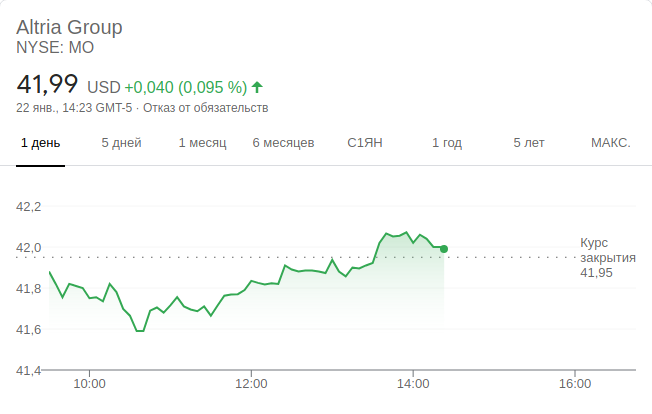 Altria Group
NYSE: MO
41,99 USD +0,040 (0,095 %)
22 янв., 14:23 GMT-5 · Отказ от обязательств
1 день 5 дней 1 месяц 6 месяцев С1ЯН 1 год 5 лет МАКС.
42,2
42,0
41,8
41,6
41,4
Курс
закрытия
41,95
10:00 12:00 14:00 16:00